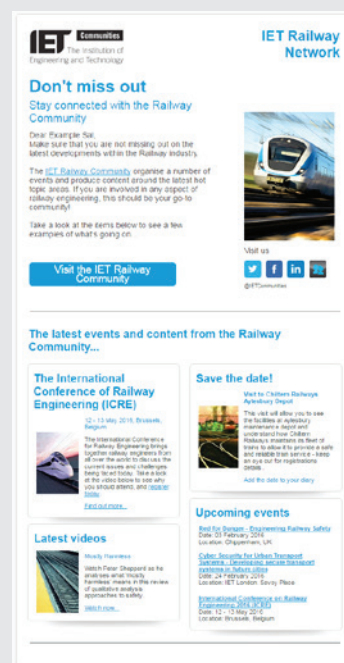 IET Communities
The Institution of
Engineering and Technology
IET Railway
Network
Don't miss out
Stay connected with the Railway
Community
Dear Example Sal,
Make sure that you are not missing out on the
latest developments within the Railway industry.
The IET Railway Community organise a number of
events and produce content around the latest hot
topic areas. If you are involved in any aspect of
railway engineering, this should be your go-to
community!
Take a look at the items below to see a few
examples of what's going on.
Visit the IET Railway
Community
Visit us
@IETCommunities
The latest events and content from the Railway
Community...
The International
Conference of Railway
Engineering (ICRE)
12 - 13 May 2016, Brussels,
Belgium
The International Conference
for Railway Engineering brings
together railway engineers from
all over the world to discuss the
current issues and challenges
being faced today. Take a look
at the video below to see why
you should attend, and register
today.
Find out more...
Latest videos
Mostly Harmless
Watch Peter Sheppard as he
analyses what mostly
harmless means in the review
of qualitative analysis
approaches to safety.
Watch now...
Save the date!
Visit to Chiltern Railways
Aylesbury Depot
This visit will allow you to see
the facilities at Aylesbury
maintenance depot and
understand how Chiltern
Railways maintains its fleet of
trains to allow it to provide a safe
and reliable train service - keep
an eye out for registrations
details.
Add the date to your diary
Upcoming events
Red for Danger - Engineering Railway Safety
Date: 03 February 2016
Location: Chippenham, UK
Cyber Security for Urban Transport
Systems - Developing secure transport
systems in future cities
Date: 24 February 2016
Location: IET London: Savoy Place
International Conference on Railway
Engineering 2016 (ICRE)
Date: 12 - 13 May 2016
Location: Brussels, Belgium